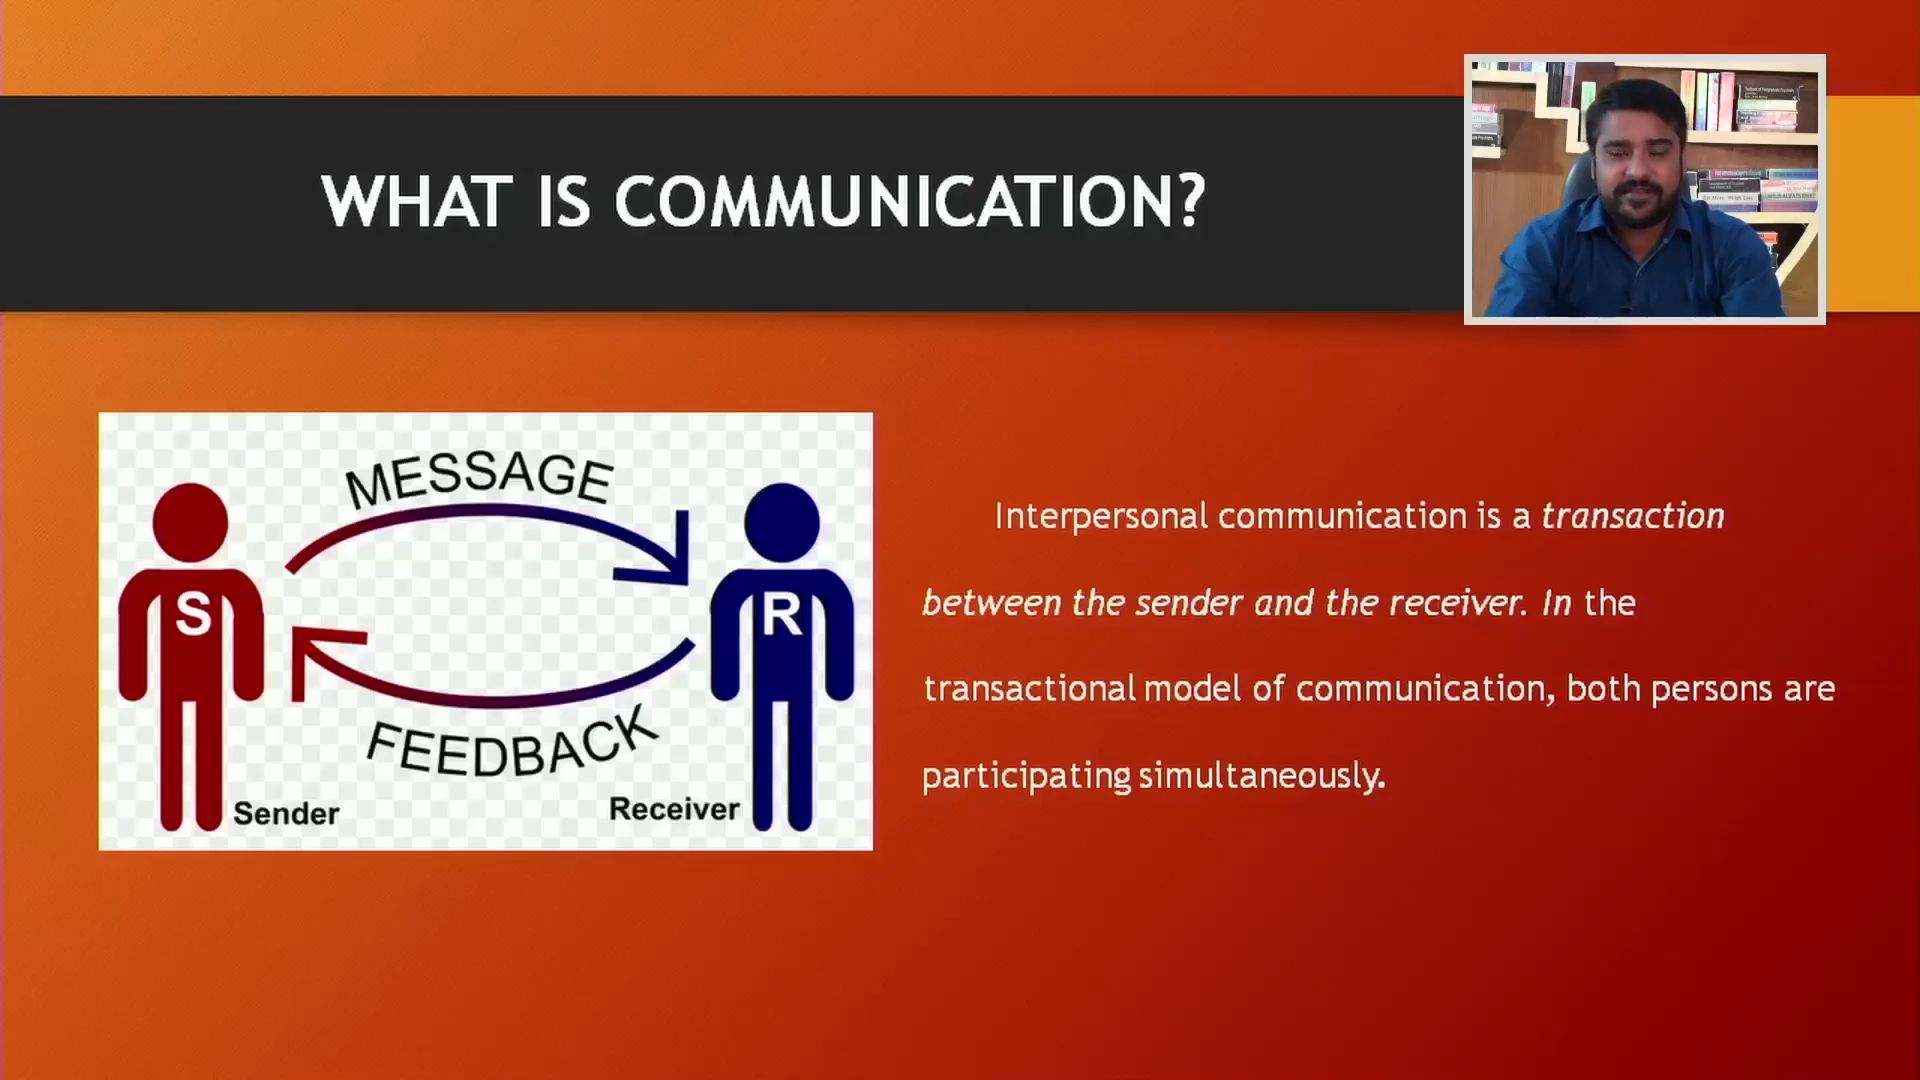 WHAT IS COMMUNICATION?
MESSAGE
S
R
FEEDBACK
Sender
Receiver
Interpersonal communication is a transaction
between the sender and the receiver. In the
transactional model of communication, both persons are
participating simultaneously.